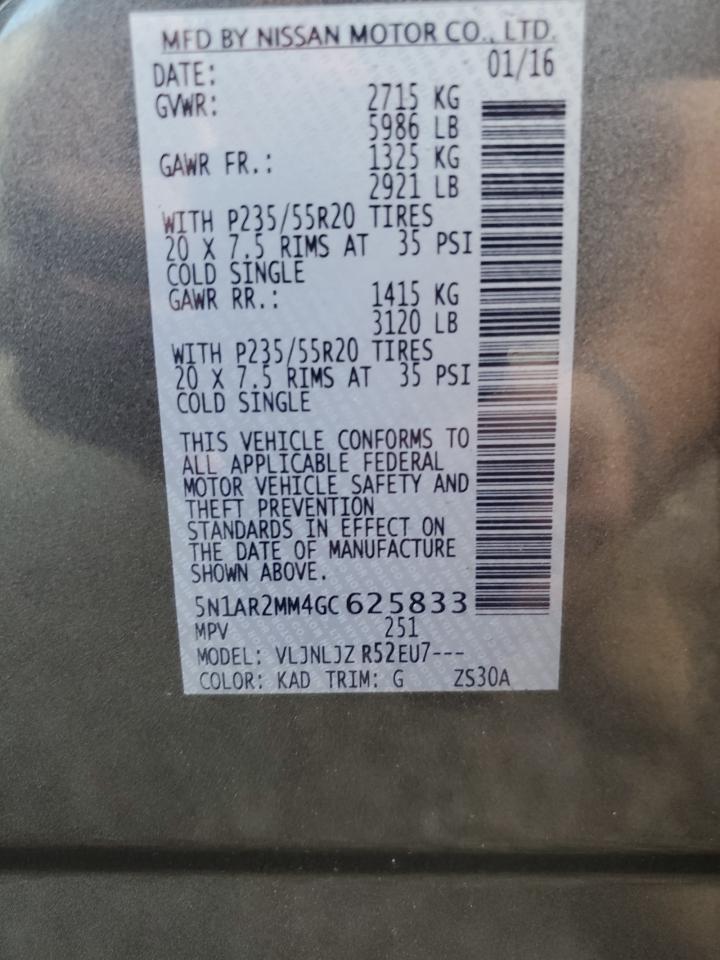 MFD BY NISSAN MOTOR CO., LTD.
DATE: 01/16
GVWR: 2715 KG
5986 LB
GAWR FR.: 1325 KG
2921 LB
WITH P235/55R20 TIRES
20 X 7.5 RIMS AT 35 PSI
COLD SINGLE
GAWR RR.: 1415 KG
3120 LB
WITH P235/55R20 TIRES
20 X 7.5 RIMS AT 35 PSI
COLD SINGLE
THIS VEHICLE CONFORMS TO
ALL APPLICABLE FEDERAL
MOTOR VEHICLE SAFETY AND
THEFT PREVENTION
STANDARDS IN EFFECT ON
THE DATE OF MANUFACTURE
SHOWN ABOVE.
5N1AR2MM4GC625833
MPV 251
MODEL: VLJNLJZ R52EU7---
COLOR: KAD TRIM: G ZS30A